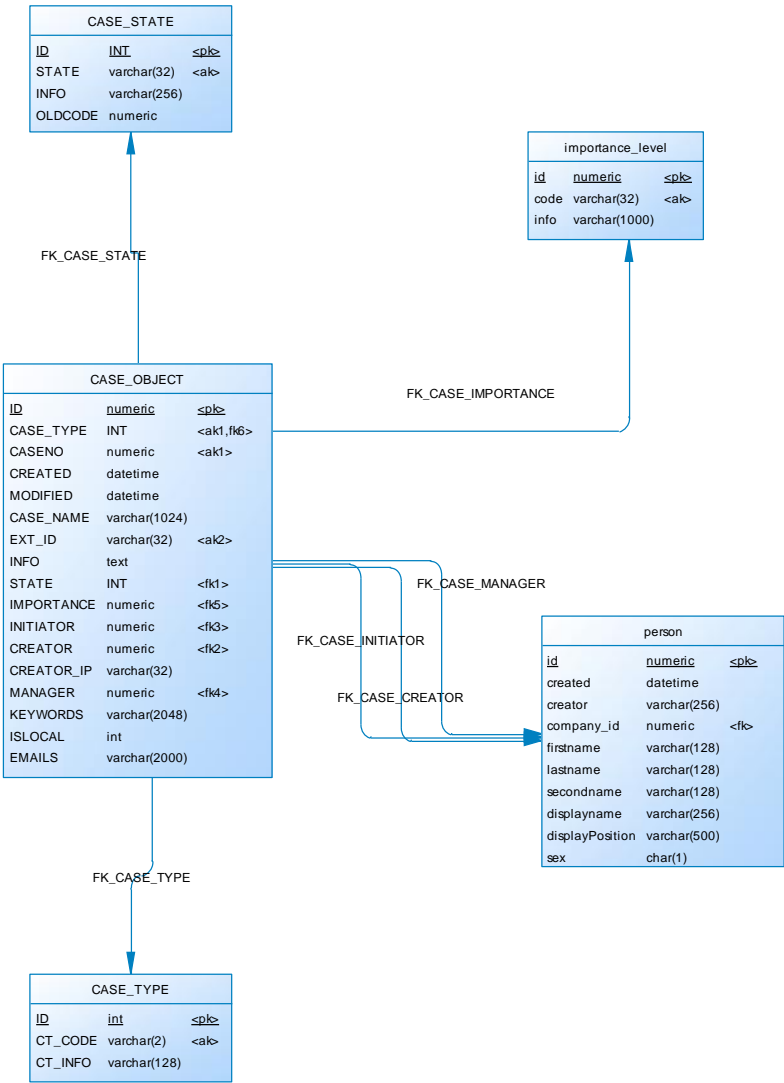 CASE_STATE
ID INT <pk>
STATE varchar(32) <ak>
INFO varchar(256)
OLDCODE numeric
importance_level
id numeric <pk>
code varchar(32) <ak>
info varchar(1000)
FK_CASE_STATE
CASE_OBJECT
ID numeric <pk>
CASE_TYPE INT <ak1,fk6>
CASENO numeric <ak1>
CREATED datetime
MODIFIED datetime
CASE_NAME varchar(1024)
EXT_ID varchar(32) <ak2>
INFO text
STATE INT <fk1>
IMPORTANCE numeric <fk5>
INITIATOR numeric <fk3>
CREATOR numeric <fk2>
CREATOR_IP varchar(32)
MANAGER numeric <fk4>
KEYWORDS varchar(2048)
ISLOCAL int
EMAILS varchar(2000)
FK_CASE_IMPORTANCE
FK_CASE_MANAGER
FK_CASE_INITIATOR
FK_CASE_CREATOR
person
id numeric <pk>
created datetime
creator varchar(256)
company_id numeric <fk>
firstname varchar(128)
lastname varchar(128)
secondname varchar(128)
displayname varchar(256)
displayPosition varchar(500)
sex char(1)
FK_CASE_TYPE
CASE_TYPE
ID int <pk>
CT_CODE varchar(2) <ak>
CT_INFO varchar(128)